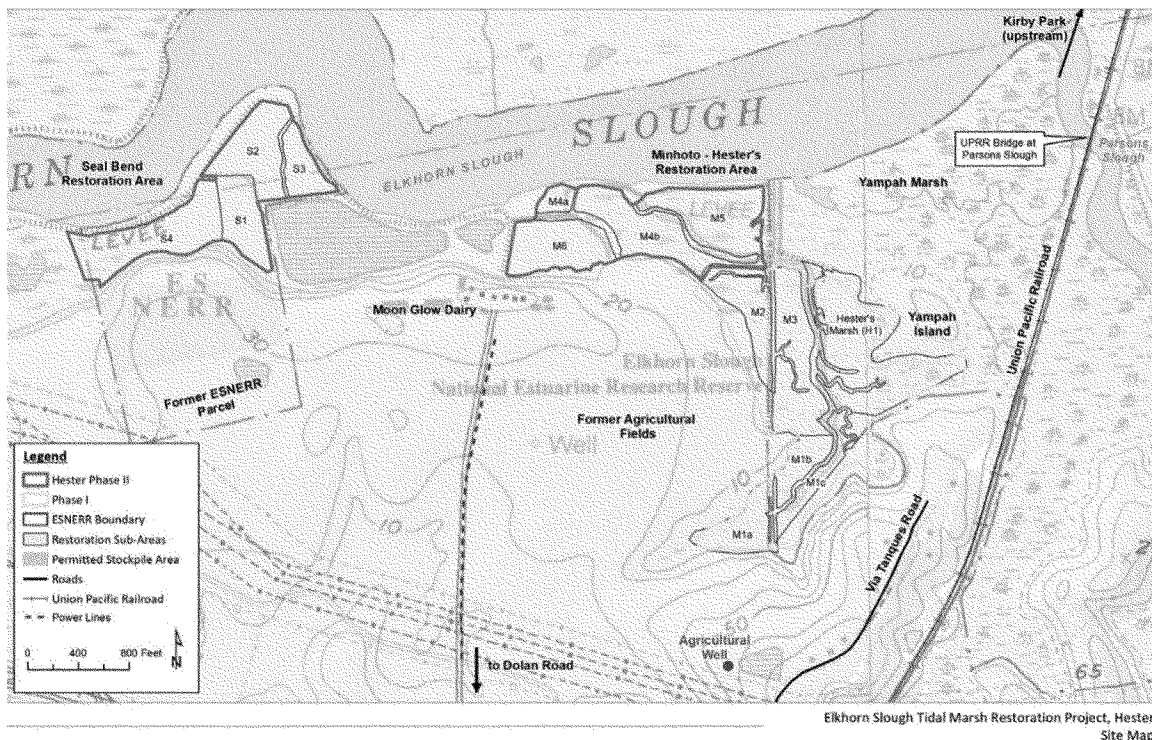 Kirby Park
(upstream)
SLOUGH
UPRR Bridge at
Parsons Slough
Parsons
Slough
RN
Seal Bend
Restoration Area
S2
S3
ELKHORN SLOUGH
Minhoto - Hester's
Restoration Area
Yampah Marsh
LEVEE
S4
S1
M4a
M5
LEVEE
M4b
M6
ES
NERR
Moon Glow Dairy
20
M2
M3
Hester's
Marsh (H1)
Yampah
Island
10
Union Pacific Railroad
30
Elkhorn Slough
National Estuarine Research Reserve
Former ESNERR
Parcel
Former Agricultural
Fields
Well
M1b
M1c
10
M1a
10
Via Tanques Road
Agricultural
Well
to Dolan Road
65
Legend
Hester Phase II
Phase I
ESNERR Boundary
Restoration Sub-Areas
Permitted Stockpile Area
Roads
Union Pacific Railroad
Power Lines
0 400 800 Feet
N
Elkhorn Slough Tidal Marsh Restoration Project, Hester
Site Map